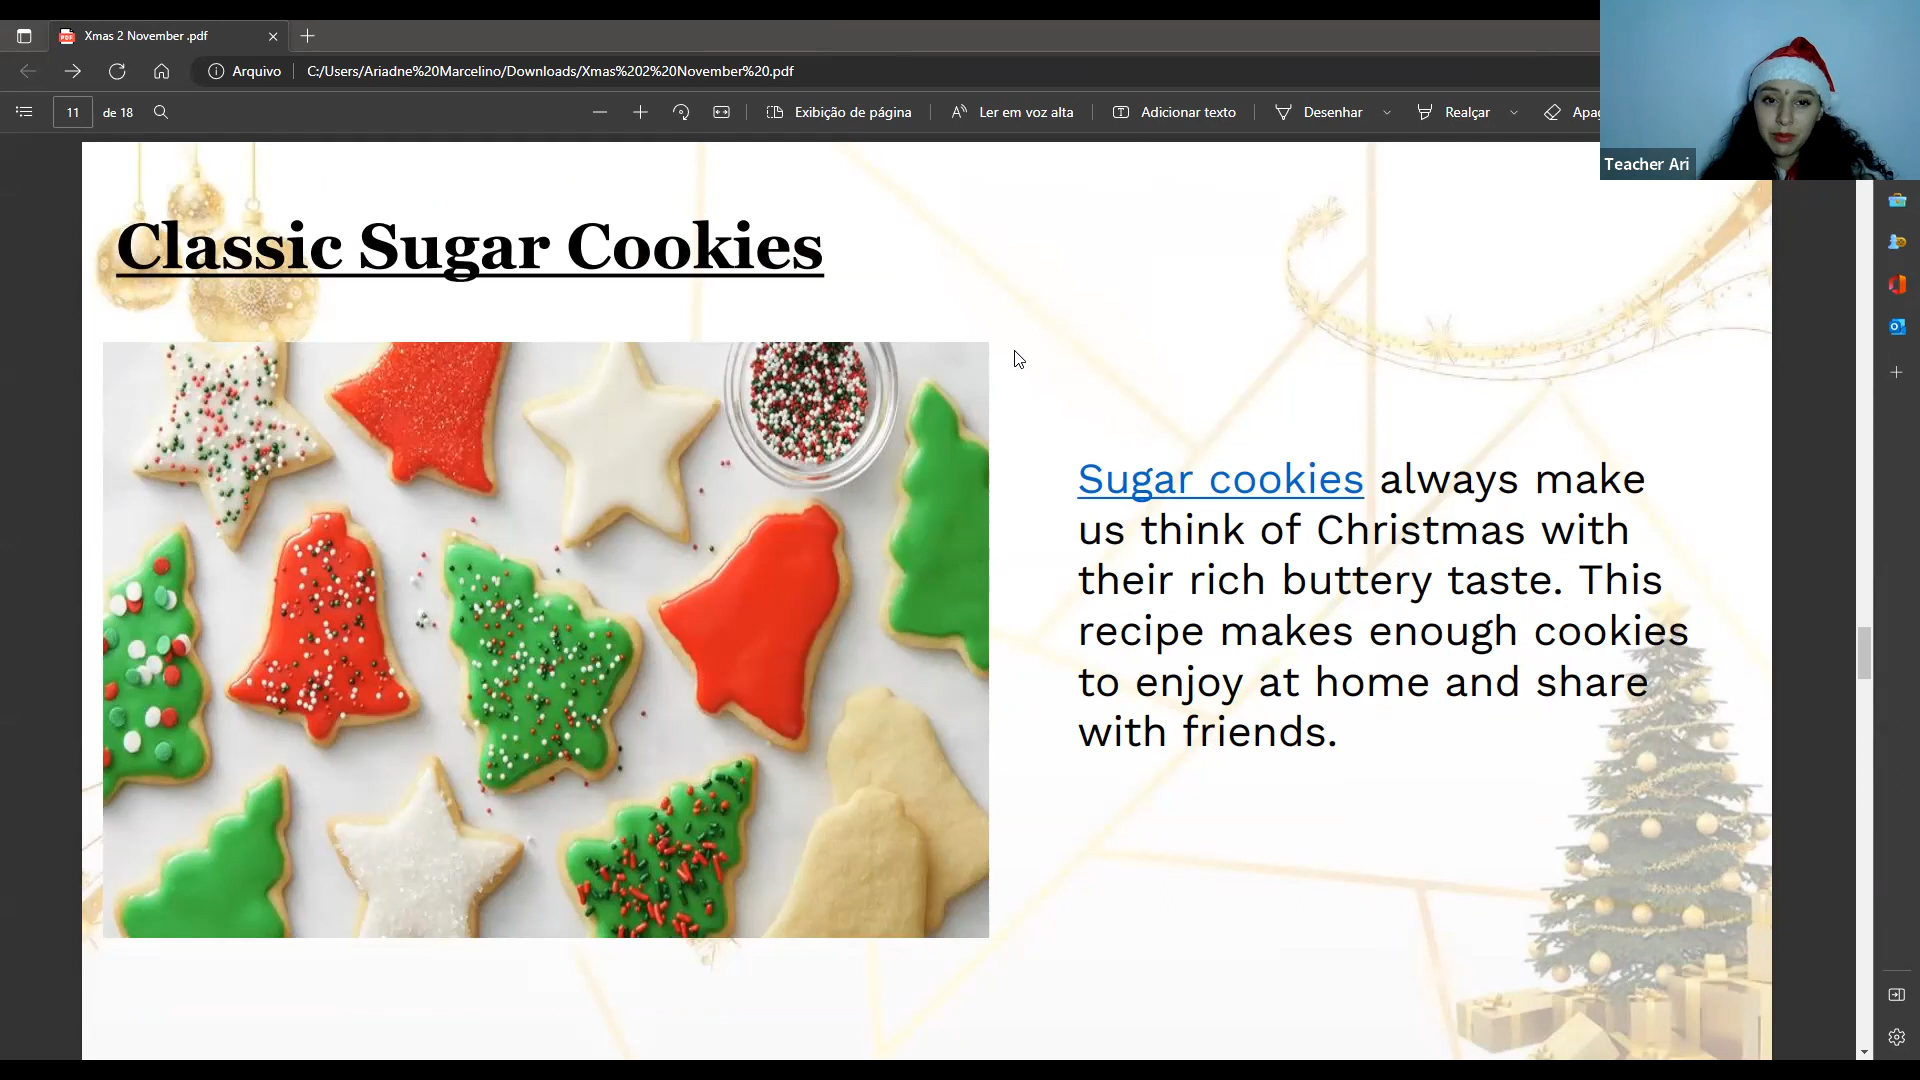 Xmas 2 November .pdf
Arquivo
C:/Users/Ariadne%20Marcelino/Downloads/Xmas%202%20November%20.pdf
11 de 18
Exibição de página
Ler em voz alta
Adicionar texto
Desenhar
Realçar
Teacher Ari
Classic Sugar Cookies
Sugar cookies always make
us think of Christmas with
their rich buttery taste. This
recipe makes enough cookies
to enjoy at home and share
with friends.